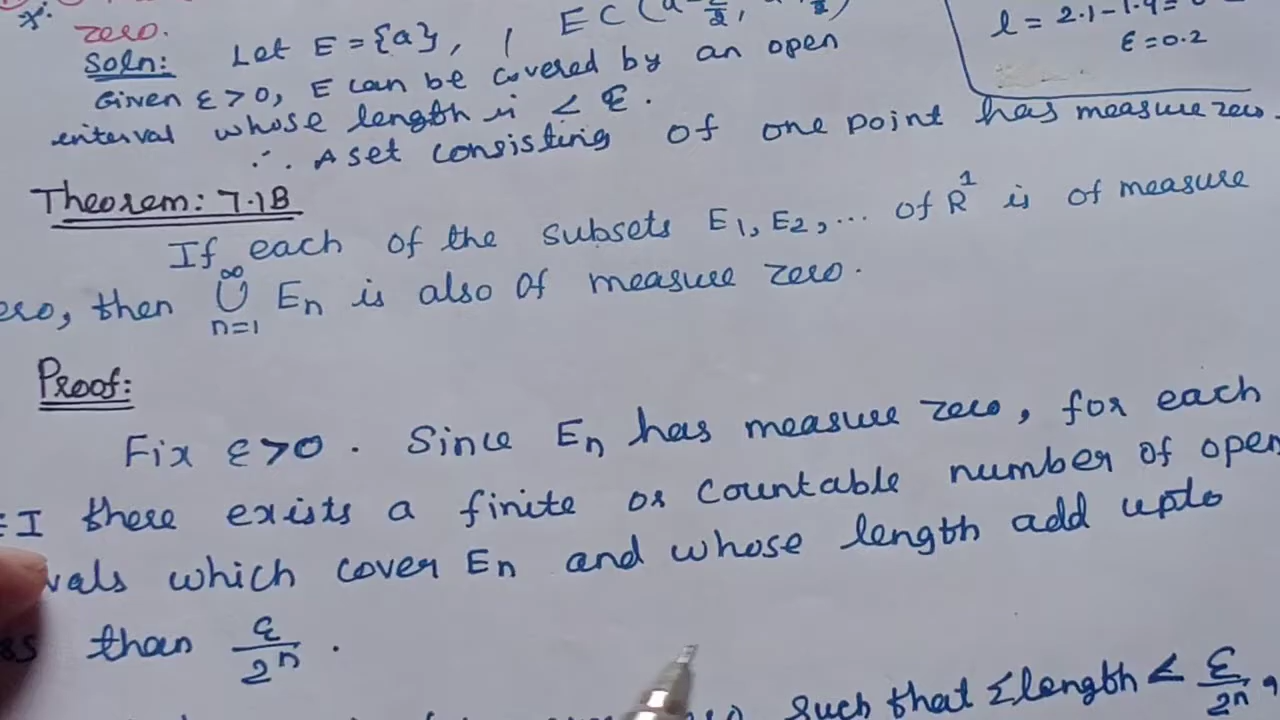 zero.
Soln: Let E = {a}, E ⊂ (a - ε/2,
Given ε > 0, E can be covered by an open
interval whose length is < ε.
∴ A set consisting of one point has measure zero.
l = 2.1 - 1.9 =
ε = 0.2
Theorem: 7.1B
If each of the subsets E₁, E₂, ... of R¹ is of measure
ero, then ∞ ∪ n=1 Eₙ is also of measure zero.
Proof:
Fix ε > 0. Since Eₙ has measure zero, for each
I there exists a finite or countable number of open
vals which cover Eₙ and whose length add upto
than ε/2ⁿ.
such that Σ length < ε/2ⁿ,